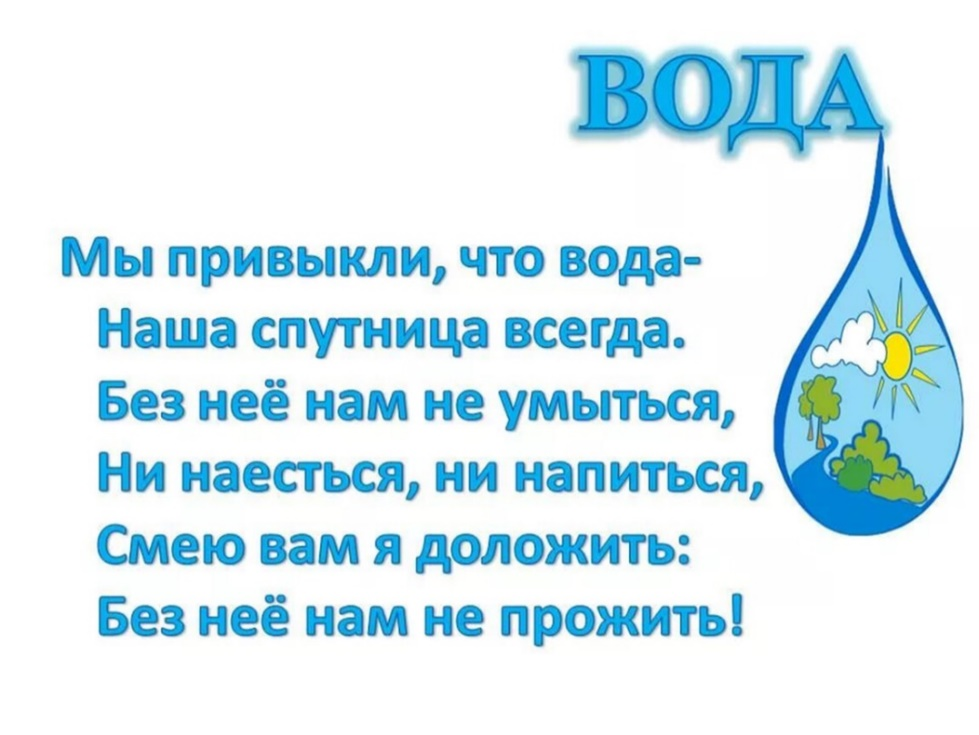 ВОДА
Мы привыкли, что вода-
Наша спутница всегда.
Без неё нам не умыться,
Ни наесться, ни напиться,
Смею вам я доложить:
Без неё нам не прожить!